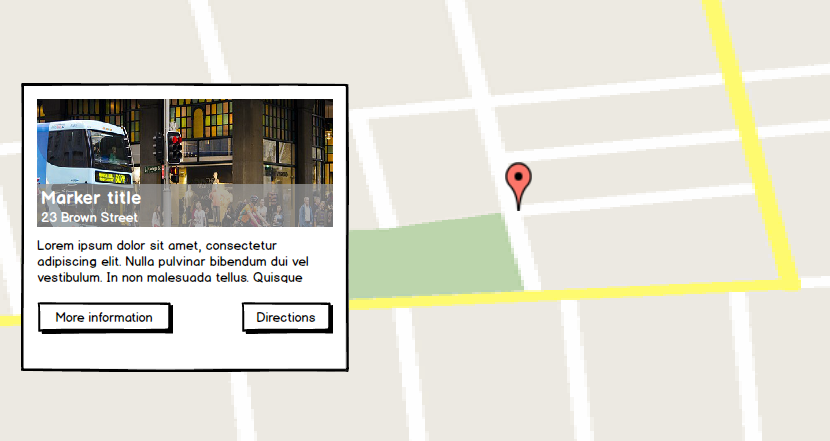 Marker title
23 Brown Street
Lorem ipsum dolor sit amet, consectetur
adipiscing elit. Nulla pulvinar bibendum dui vel
vestibulum. In non malesuada tellus. Quisque
More information
Directions